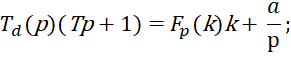 T_d(p)(Tp + 1) = F_p(k)k + a/p;